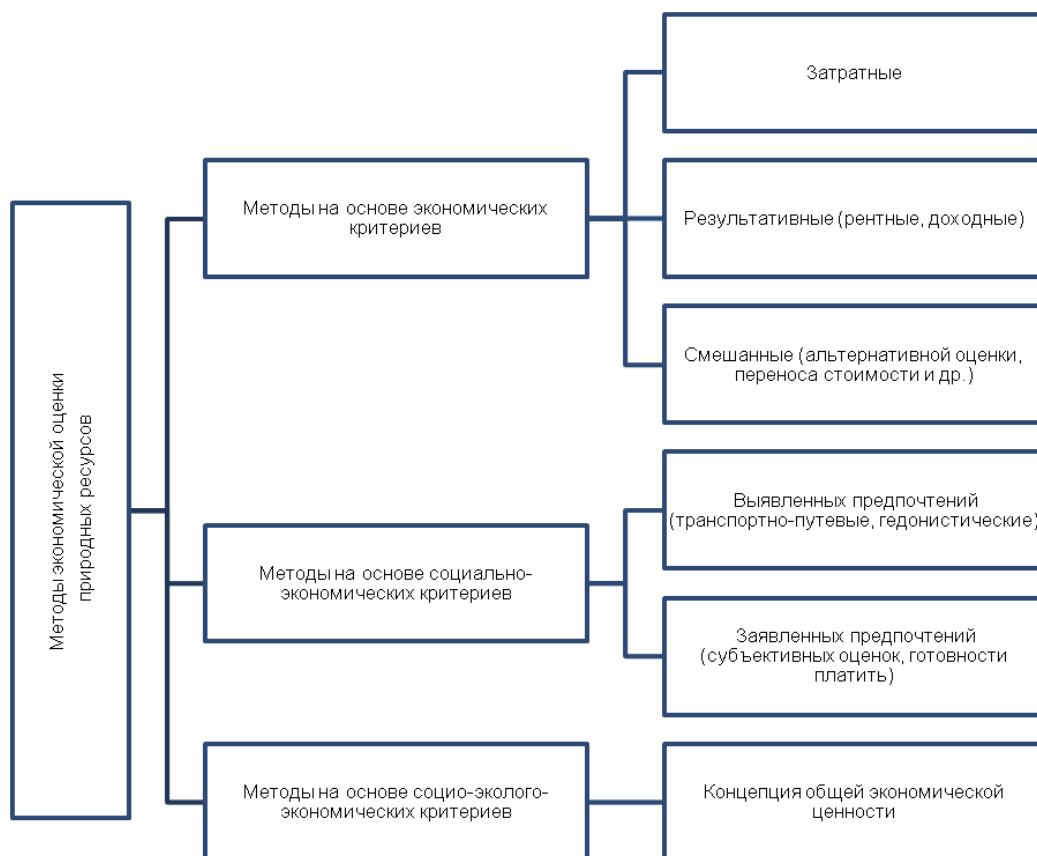 Методы экономической оценки
природных ресурсов
Методы на основе экономических
критериев
Затратные
Результативные (рентные, доходные)
Смешанные (альтернативной оценки,
переноса стоимости и др.)
Методы на основе социально-
экономических критериев
Выявленных предпочтений
(транспортно-путевые, гедонистические)
Заявленных предпочтений
(субъективных оценок, готовности
платить)
Методы на основе социо-эколого-
экономических критериев
Концепция общей экономической
ценности